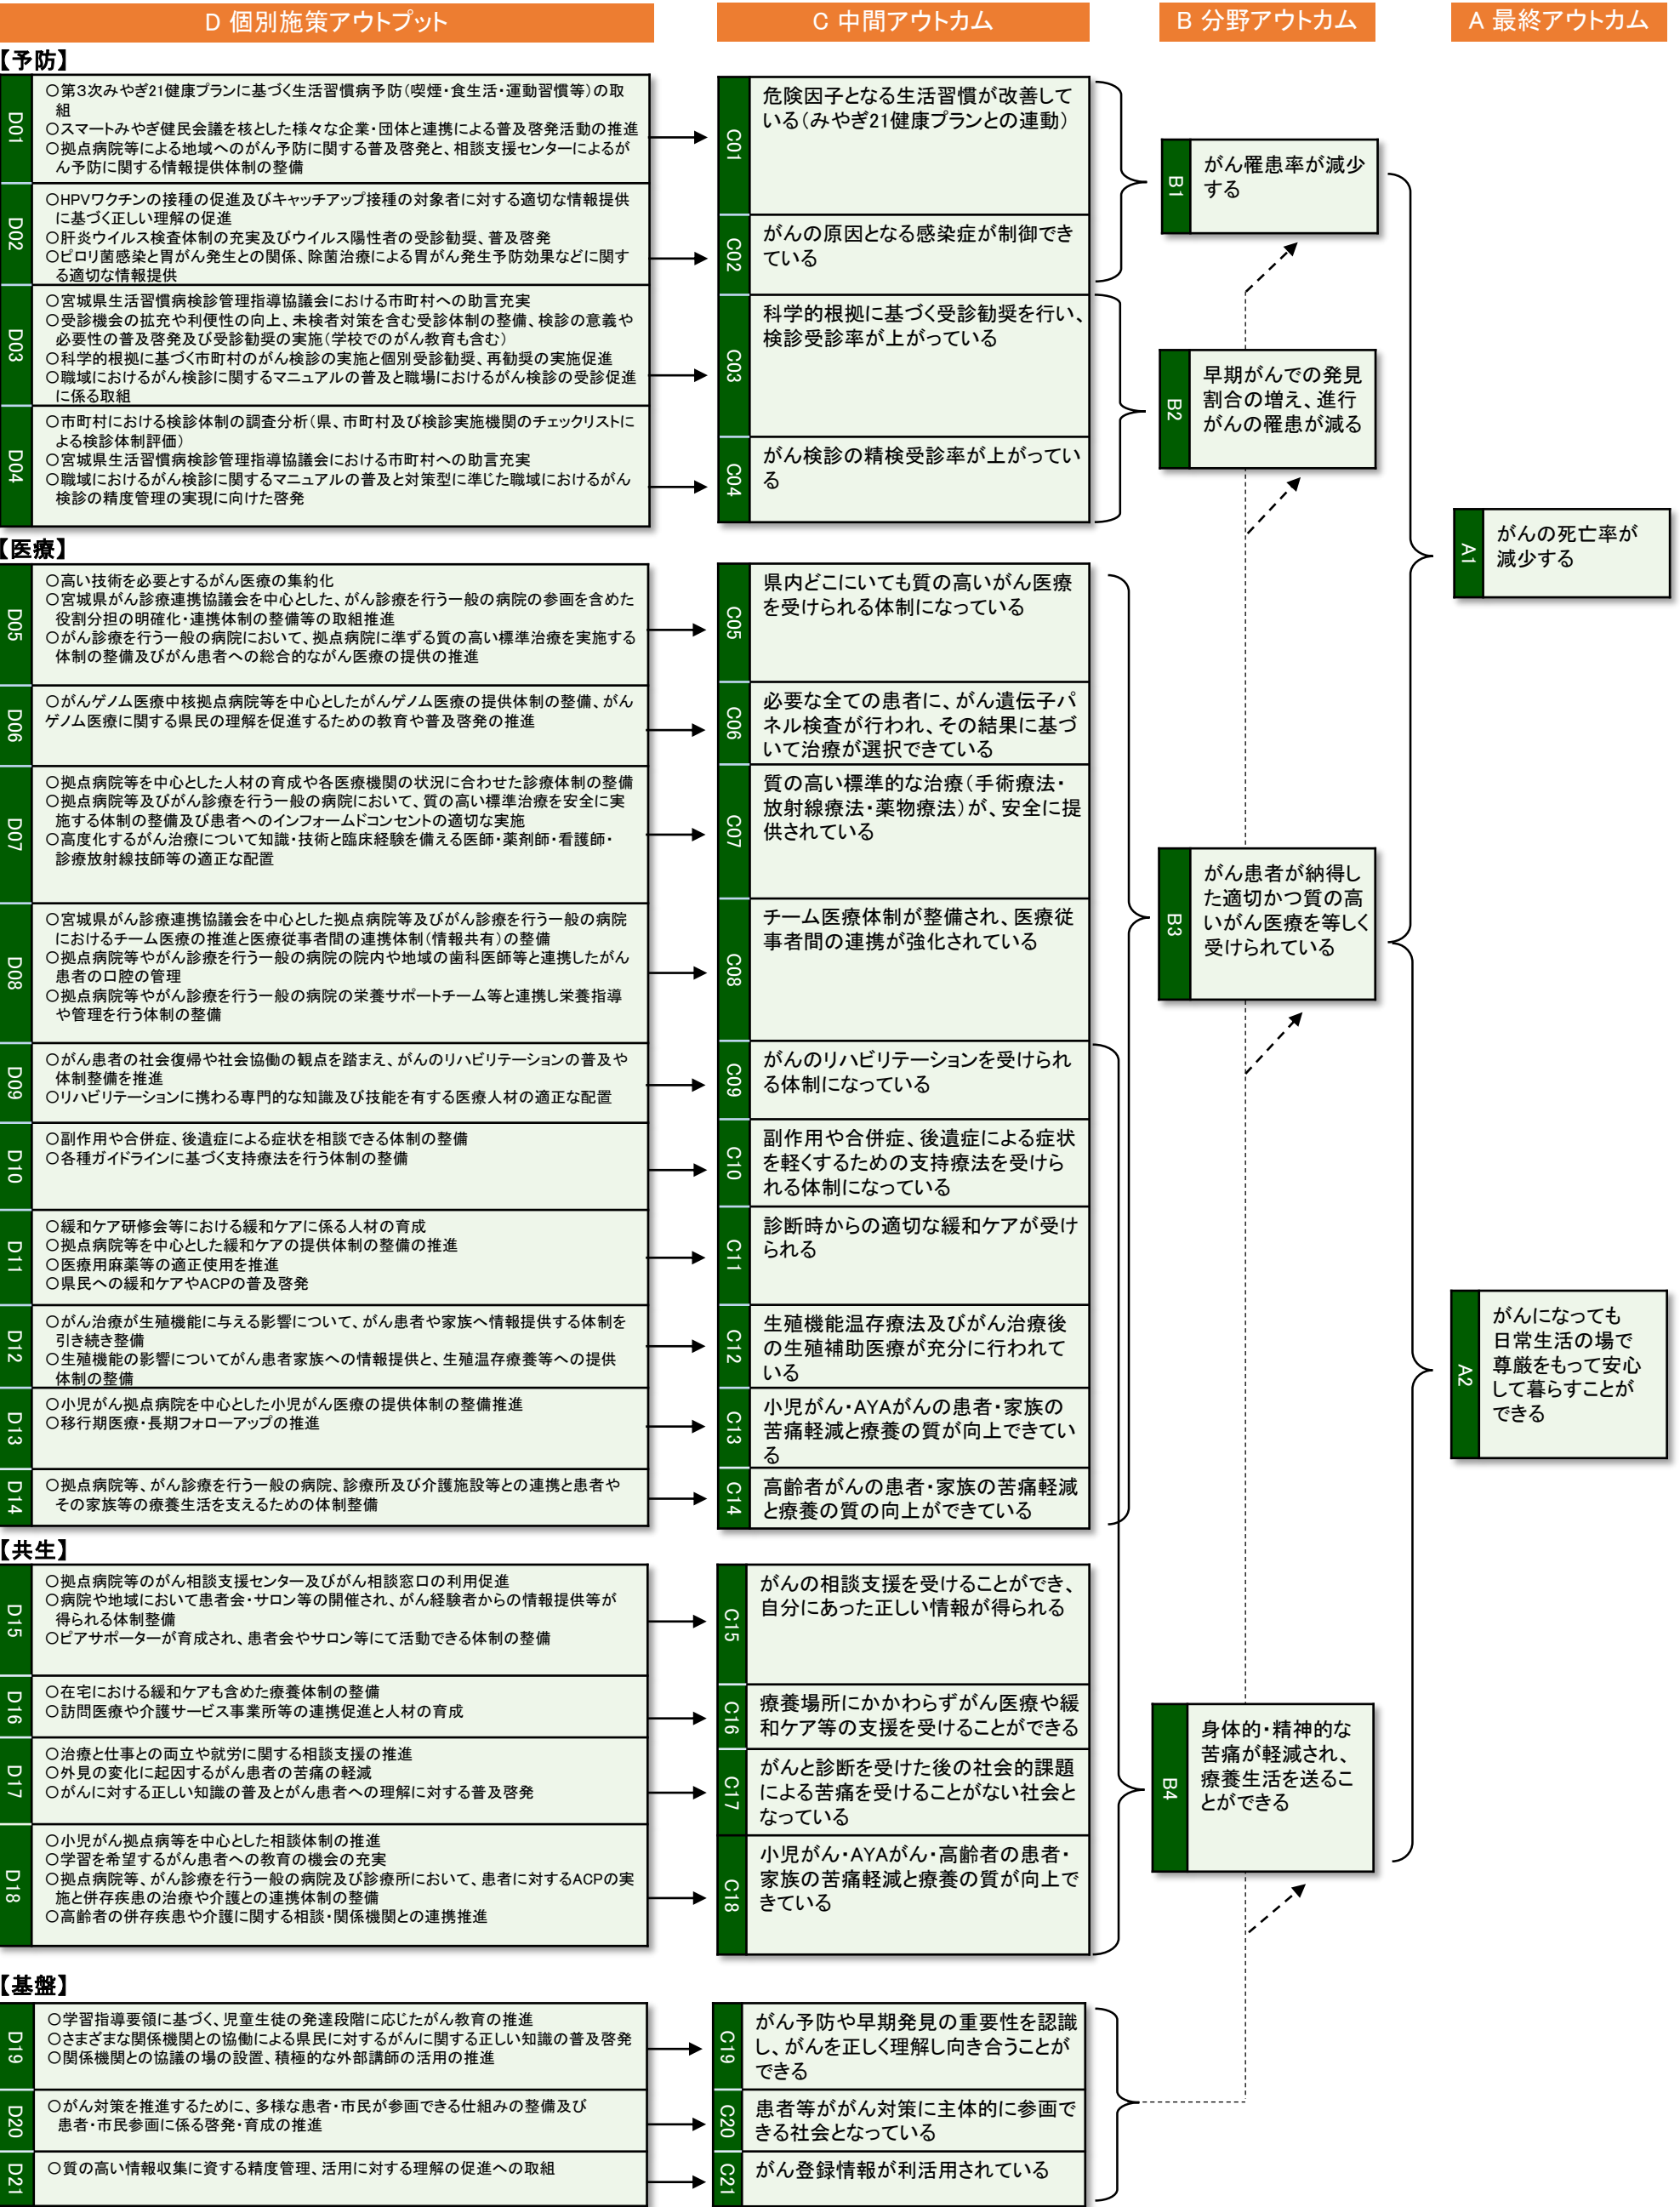 D 個別施策アウトプット
C 中間アウトカム
B 分野アウトカム
A 最終アウトカム
【予防】
D01
○第3次みやぎ21健康プランに基づく生活習慣病予防(喫煙・食生活・運動習慣等)の取
組
○スマートみやぎ健民会議を核とした様々な企業・団体と連携による普及啓発活動の推進
○拠点病院等による地域へのがん予防に関する普及啓発と、相談支援センターによるが
ん予防に関する情報提供体制の整備
C01
危険因子となる生活習慣が改善して
いる(みやぎ21健康プランとの連動)
D02
○HPVワクチンの接種の促進及びキャッチアップ接種の対象者に対する適切な情報提供
に基づく正しい理解の促進
○肝炎ウイルス検査体制の充実及びウイルス陽性者の受診勧奨、普及啓発
○ピロリ菌感染と胃がん発生との関係、除菌治療による胃がん発生予防効果などに関す
る適切な情報提供
C02
がんの原因となる感染症が制御でき
ている
B1
がん罹患率が減少
する
D03
○宮城県生活習慣病検診管理指導協議会における市町村への助言充実
○受診機会の拡充や利便性の向上、未検者対策を含む受診体制の整備、検診の意義や
必要性の普及啓発及び受診勧奨の実施(学校でのがん教育も含む)
○科学的根拠に基づく市町村のがん検診の実施と個別受診勧奨、再勧奨の実施促進
○職域におけるがん検診に関するマニュアルの普及と職場におけるがん検診の受診促進
に係る取組
C03
科学的根拠に基づく受診勧奨を行い、
検診受診率が上がっている
D04
○市町村における検診体制の調査分析(県、市町村及び検診実施機関のチェックリストに
よる検診体制評価)
○宮城県生活習慣病検診管理指導協議会における市町村への助言充実
○職域におけるがん検診に関するマニュアルの普及と対策型に準じた職域におけるがん
検診の精度管理の実現に向けた啓発
C04
がん検診の精検受診率が上がってい
る
B2
早期がんでの発見
割合の増え、進行
がんの罹患が減る
A1
がんの死亡率が
減少する
【医療】
D05
○高い技術を必要とするがん医療の集約化
○宮城県がん診療連携協議会を中心とした、がん診療を行う一般の病院の参画を含めた
役割分担の明確化・連携体制の整備等の取組推進
○がん診療を行う一般の病院において、拠点病院に準ずる質の高い標準治療を実施する
体制の整備及びがん患者への総合的ながん医療の提供の推進
C05
県内どこにいても質の高いがん医療
を受けられる体制になっている
D06
○がんゲノム医療中核拠点病院等を中心としたがんゲノム医療の提供体制の整備、がん
ゲノム医療に関する県民の理解を促進するための教育や普及啓発の推進
C06
必要な全ての患者に、がん遺伝子パ
ネル検査が行われ、その結果に基づ
いて治療が選択できている
D07
○拠点病院等を中心とした人材の育成や各医療機関の状況に合わせた診療体制の整備
○拠点病院等及びがん診療を行う一般の病院において、質の高い標準治療を安全に実
施する体制の整備及び患者へのインフォームドコンセントの適切な実施
○高度化するがん治療について知識・技術と臨床経験を備える医師・薬剤師・看護師・
診療放射線技師等の適正な配置
C07
質の高い標準的な治療(手術療法・
放射線療法・薬物療法)が、安全に提
供されている
D08
○宮城県がん診療連携協議会を中心とした拠点病院等及びがん診療を行う一般の病院
におけるチーム医療の推進と医療従事者間の連携体制(情報共有)の整備
○拠点病院等やがん診療を行う一般の病院の院内や地域の歯科医師等と連携したがん
患者の口腔の管理
○拠点病院等やがん診療を行う一般の病院の栄養サポートチーム等と連携し栄養指導
や管理を行う体制の整備
C08
チーム医療体制が整備され、医療従
事者間の連携が強化されている
B3
がん患者が納得し
た適切かつ質の高
いがん医療を等しく
受けられている
D09
○がん患者の社会復帰や社会協働の観点を踏まえ、がんのリハビリテーションの普及や
体制整備を推進
○リハビリテーションに携わる専門的な知識及び技能を有する医療人材の適正な配置
C09
がんのリハビリテーションを受けられ
る体制になっている
D10
○副作用や合併症、後遺症による症状を相談できる体制の整備
○各種ガイドラインに基づく支持療法を行う体制の整備
C10
副作用や合併症、後遺症による症状
を軽くするための支持療法を受けら
れる体制になっている
D11
○緩和ケア研修会等における緩和ケアに係る人材の育成
○拠点病院等を中心とした緩和ケアの提供体制の整備の推進
○医療用麻薬等の適正使用を推進
○県民への緩和ケアやACPの普及啓発
C11
診断時からの適切な緩和ケアが受け
られる
D12
○がん治療が生殖機能に与える影響について、がん患者や家族へ情報提供する体制を
引き続き整備
○生殖機能の影響についてがん患者家族への情報提供と、生殖温存療養等への提供
体制の整備
C12
生殖機能温存療法及びがん治療後
の生殖補助医療が充分に行われて
いる
A2
がんになっても
日常生活の場で
尊厳をもって安心
して暮らすことが
できる
D13
○小児がん拠点病院を中心とした小児がん医療の提供体制の整備推進
○移行期医療・長期フォローアップの推進
C13
小児がん・AYAがんの患者・家族の
苦痛軽減と療養の質が向上できてい
る
D14
○拠点病院等、がん診療を行う一般の病院、診療所及び介護施設等との連携と患者や
その家族等の療養生活を支えるための体制整備
C14
高齢者がんの患者・家族の苦痛軽減
と療養の質の向上ができている
【共生】
D15
○拠点病院等のがん相談支援センター及びがん相談窓口の利用促進
○病院や地域において患者会・サロン等の開催され、がん経験者からの情報提供等が
得られる体制整備
○ピアサポーターが育成され、患者会やサロン等にて活動できる体制の整備
C15
がんの相談支援を受けることができ、
自分にあった正しい情報が得られる
D16
○在宅における緩和ケアも含めた療養体制の整備
○訪問医療や介護サービス事業所等の連携促進と人材の育成
C16
療養場所にかかわらずがん医療や緩
和ケア等の支援を受けることができる
D17
○治療と仕事との両立や就労に関する相談支援の推進
○外見の変化に起因するがん患者の苦痛の軽減
○がんに対する正しい知識の普及とがん患者への理解に対する普及啓発
C17
がんと診断を受けた後の社会的課題
による苦痛を受けることがない社会と
なっている
B4
身体的・精神的な
苦痛が軽減され、
療養生活を送るこ
とができる
D18
○小児がん拠点病等を中心とした相談体制の推進
○学習を希望するがん患者への教育の機会の充実
○拠点病院等、がん診療を行う一般の病院及び診療所において、患者に対するACPの実
施と併存疾患の治療や介護との連携体制の整備
○高齢者の併存疾患や介護に関する相談・関係機関との連携推進
C18
小児がん・AYAがん・高齢者の患者・
家族の苦痛軽減と療養の質が向上で
きている
【基盤】
D19
○学習指導要領に基づく、児童生徒の発達段階に応じたがん教育の推進
○さまざまな関係機関との協働による県民に対するがんに関する正しい知識の普及啓発
○関係機関との協議の場の設置、積極的な外部講師の活用の推進
C19
がん予防や早期発見の重要性を認識
し、がんを正しく理解し向き合うことが
できる
D20
○がん対策を推進するために、多様な患者・市民が参画できる仕組みの整備及び
患者・市民参画に係る啓発・育成の推進
C20
患者等ががん対策に主体的に参画で
きる社会となっている
D21
○質の高い情報収集に資する精度管理、活用に対する理解の促進への取組
C21
がん登録情報が利活用されている